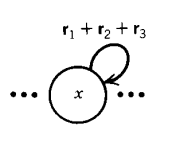 r₁ + r₂ + r₃
... x ...